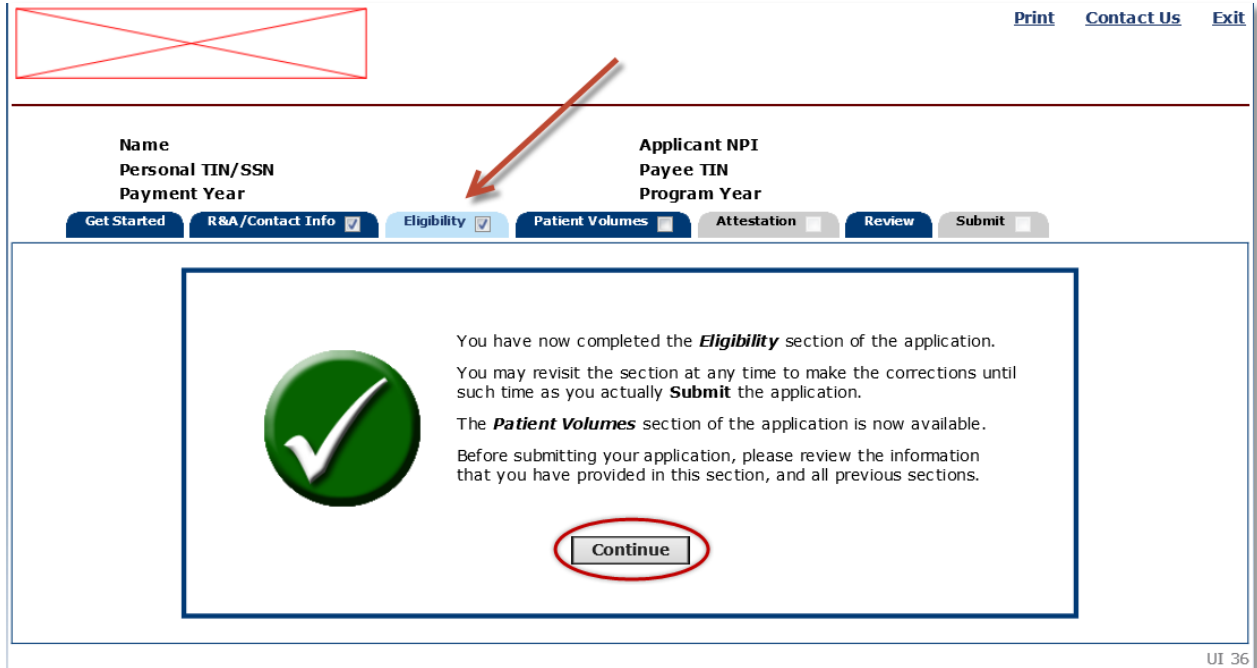 Print Contact Us Exit
Name Applicant NPI
Personal TIN/SSN Payee TIN
Payment Year Program Year
Get Started R&A/Contact Info Eligibility Patient Volumes Attestation Review Submit
You have now completed the Eligibility section of the application.
You may revisit the section at any time to make the corrections until
such time as you actually Submit the application.
The Patient Volumes section of the application is now available.
Before submitting your application, please review the information
that you have provided in this section, and all previous sections.
Continue
UI 36